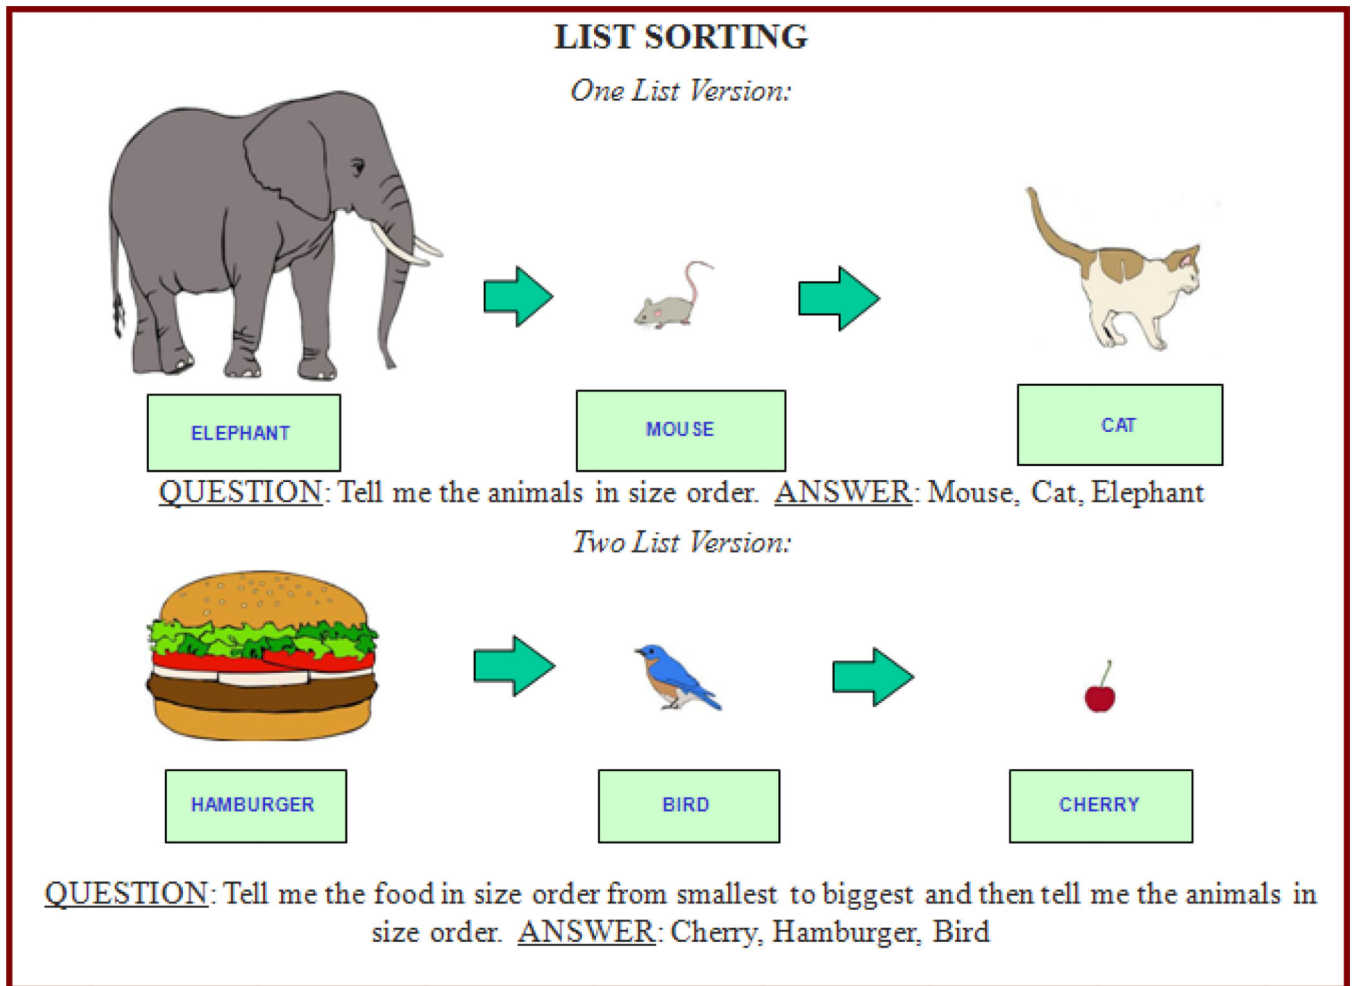 LIST SORTING
One List Version:
ELEPHANT
MOUSE
CAT
QUESTION: Tell me the animals in size order. ANSWER: Mouse, Cat, Elephant
Two List Version:
HAMBURGER
BIRD
CHERRY
QUESTION: Tell me the food in size order from smallest to biggest and then tell me the animals in
size order. ANSWER: Cherry, Hamburger, Bird